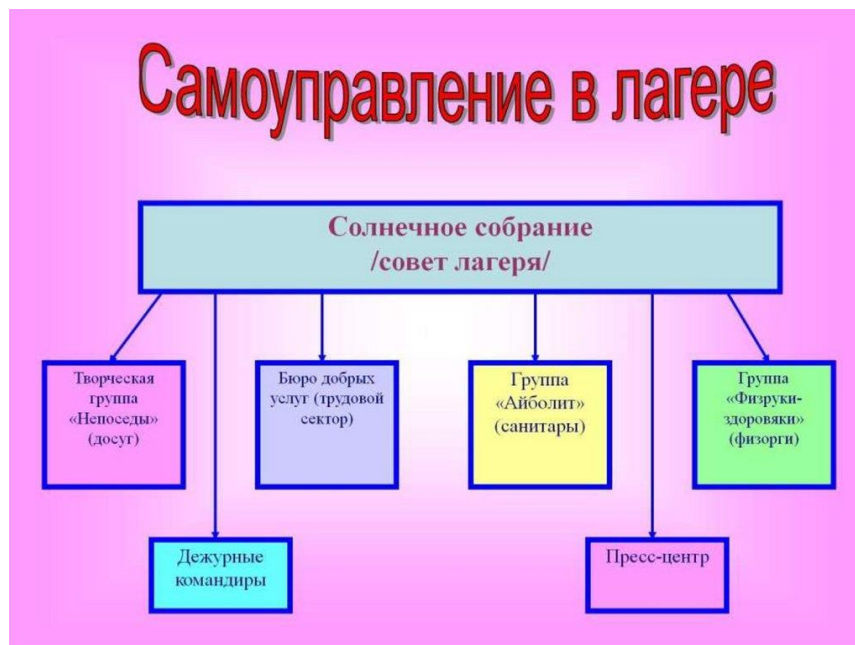 Самоуправление в лагере
Солнечное собрание
/совет лагеря/
Творческая
группа
«Непоседы»
(досуг)
Бюро добрых
услуг (трудовой
сектор)
Группа
«Айболит»
(санитары)
Группа
«Физруки-
здоровяки»
(физорги)
Дежурные
командиры
Пресс-центр